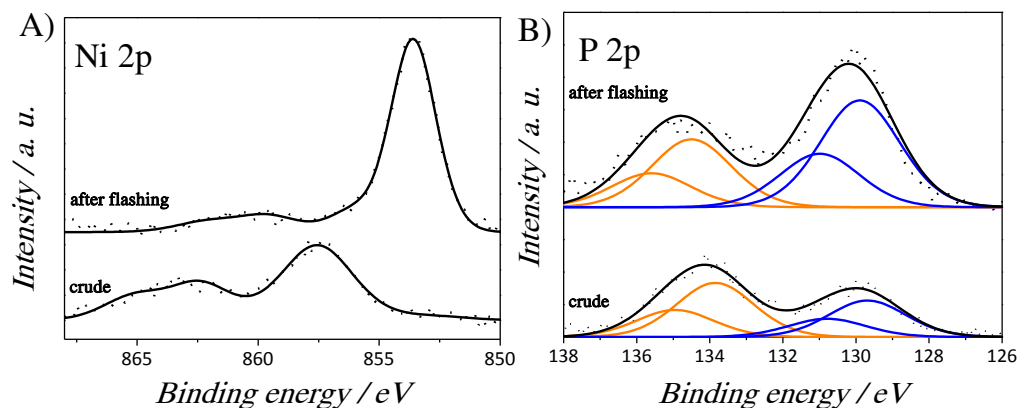 A)
Ni 2p
after flashing
crude
Intensity / a. u.
865 860 855 850
Binding energy / eV
B)
P 2p
after flashing
crude
Intensity / a. u.
138 136 134 132 130 128 126
Binding energy / eV